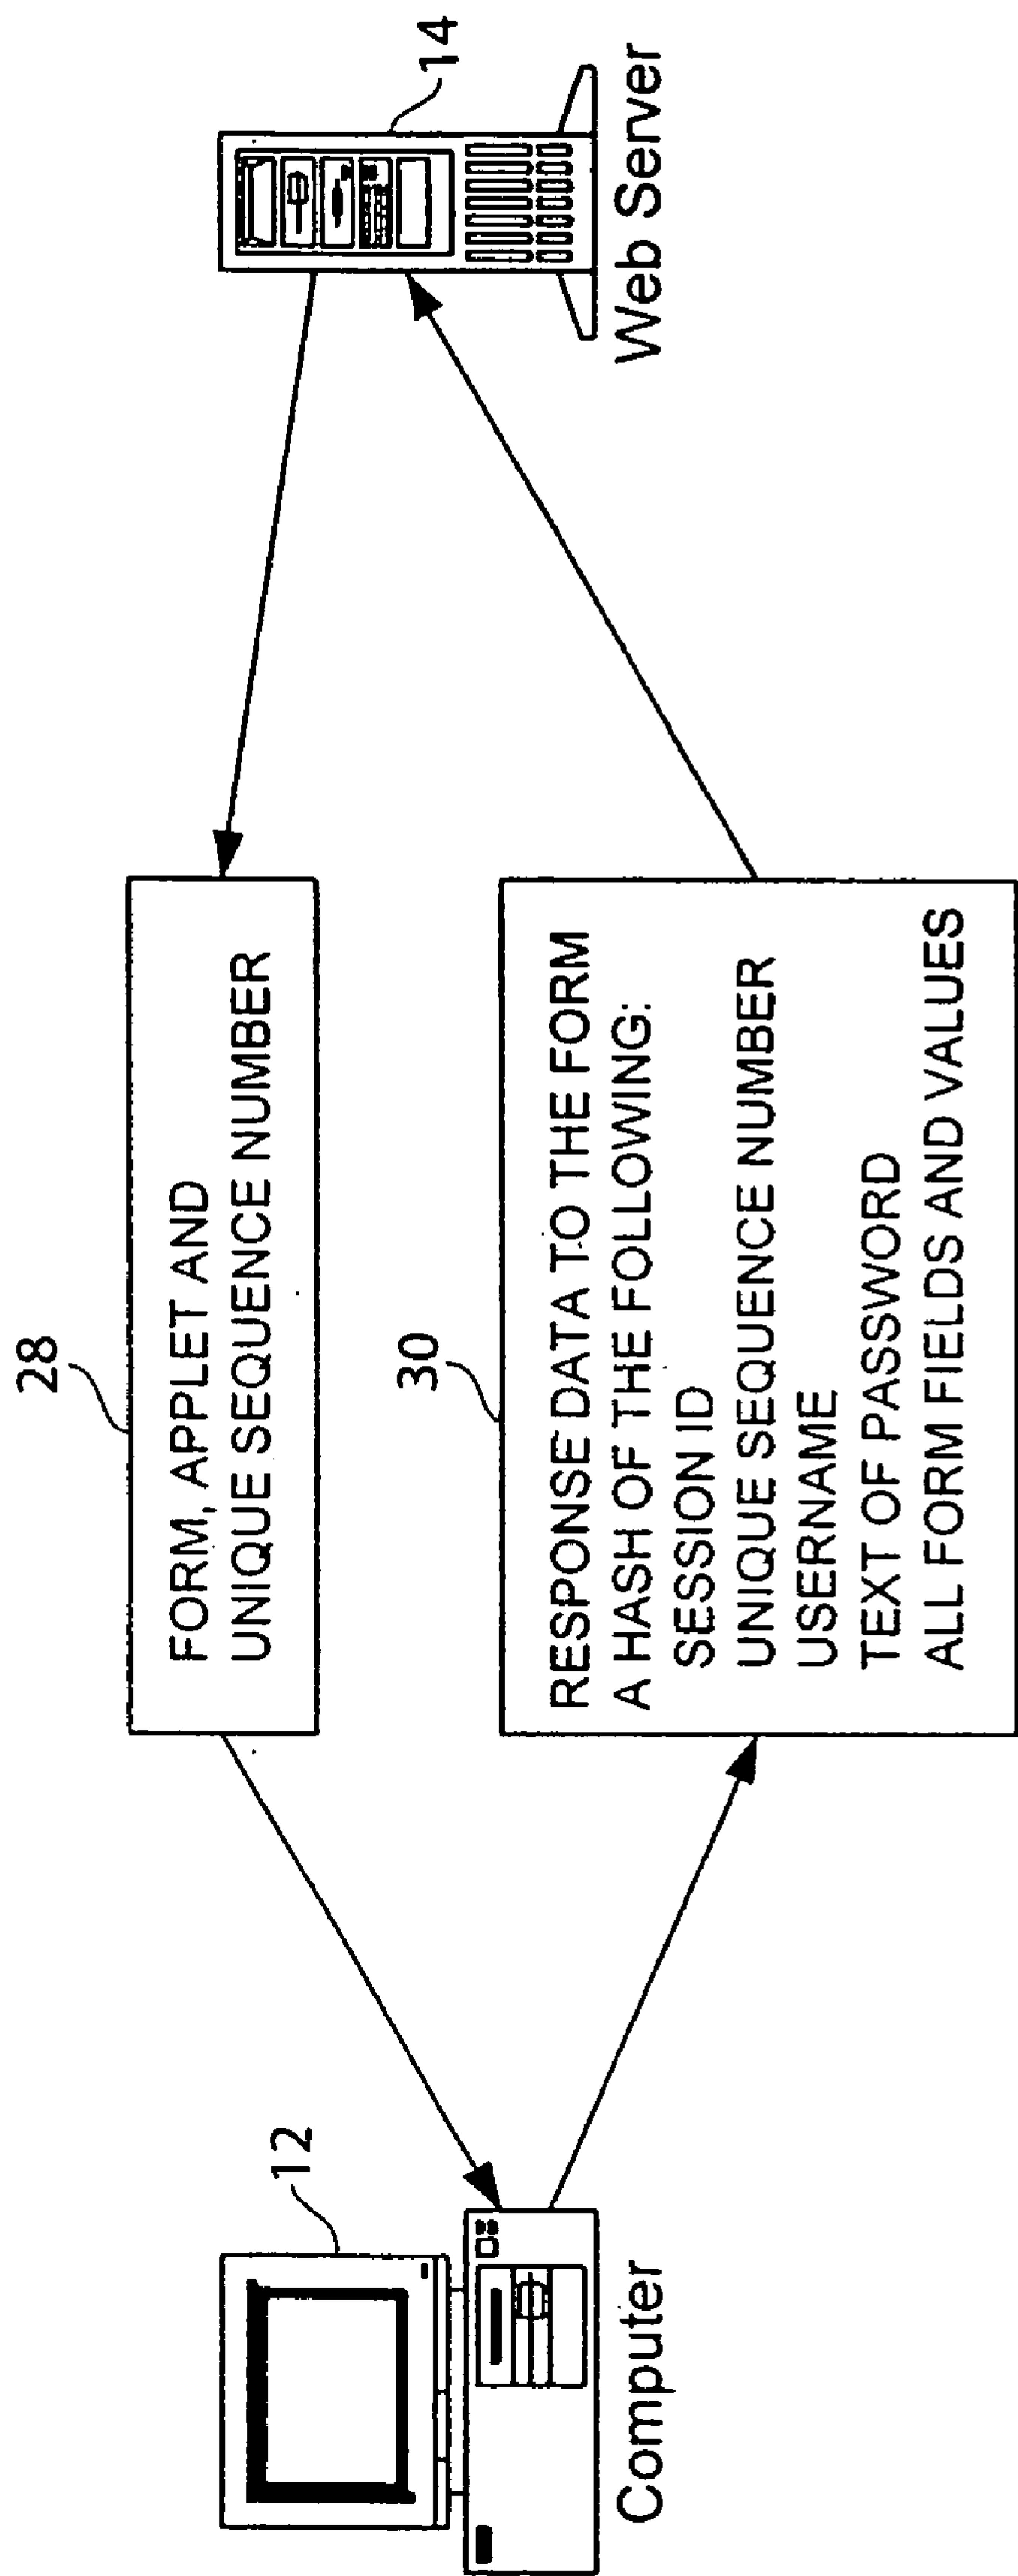 28
FORM, APPLET AND
UNIQUE SEQUENCE NUMBER
12
14
Computer
Web Server
30
RESPONSE DATA TO THE FORM
A HASH OF THE FOLLOWING:
SESSION ID
UNIQUE SEQUENCE NUMBER
USERNAME
TEXT OF PASSWORD
ALL FORM FIELDS AND VALUES